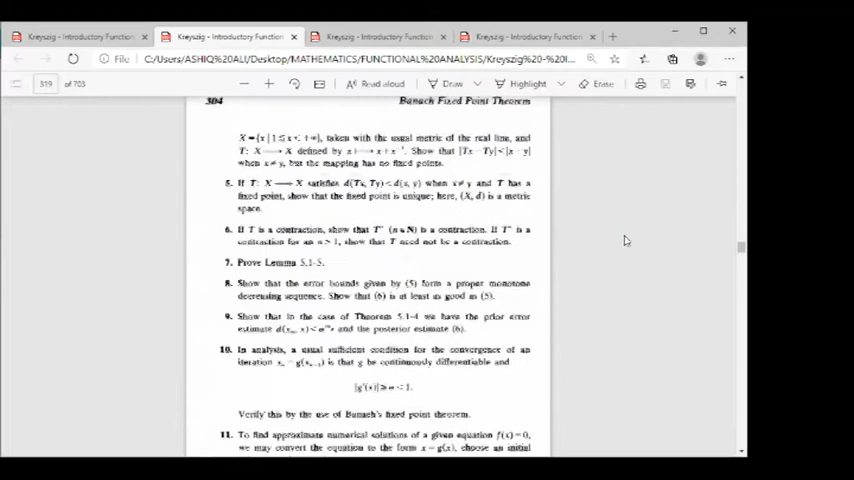 Kreyszig - Introductory Function
Kreyszig - Introductory Function
Kreyszig - Introductory Function
Kreyszig - Introductory Function
File
C:/Users/ASHIQ%20ALI/Desktop/MATHEMATICS/FUNCTIONAL%20ANALYSIS/Kreyszig%20-%20I...
319 of 703
Read aloud
Draw
Highlight
Erase
304
Banach Fixed Point Theorem
X = {x | 1 ≦ x < +∞}, taken with the usual metric of the real line, and
T: X ⟶ X defined by x ⟼ x + x⁻¹. Show that |Tx − Ty| < |x − y|
when x ≠ y, but the mapping has no fixed points.
5. If T: X ⟶ X satisfies d(Tx, Ty) < d(x, y) when x ≠ y and T has a
fixed point, show that the fixed point is unique; here, (X, d) is a metric
space.
6. If T is a contraction, show that Tⁿ (n ∈ N) is a contraction. If Tⁿ is a
contraction for an n > 1, show that T need not be a contraction.
7. Prove Lemma 5.1-5.
8. Show that the error bounds given by (5) form a proper monotone
decreasing sequence. Show that (6) is at least as good as (5).
9. Show that in the case of Theorem 5.1-4 we have the prior error
estimate d(xₘ, x) < αᵐr and the posterior estimate (6).
10. In analysis, a usual sufficient condition for the convergence of an
iteration xₙ = g(xₙ₋₁) is that g be continuously differentiable and
|g'(x)| ≦ α < 1.
Verify this by the use of Banach's fixed point theorem.
11. To find approximate numerical solutions of a given equation f(x) = 0,
we may convert the equation to the form x = g(x), choose an initial